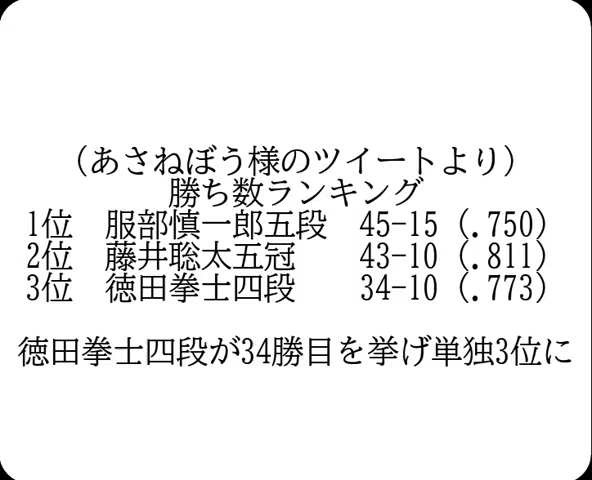 （あさねぼう様のツイートより）
勝ち数ランキング
1位　服部慎一郎五段　45-15（.750）
2位　藤井聡太五冠　　43-10（.811）
3位　徳田拳士四段　　34-10（.773）
徳田拳士四段が34勝目を挙げ単独3位に